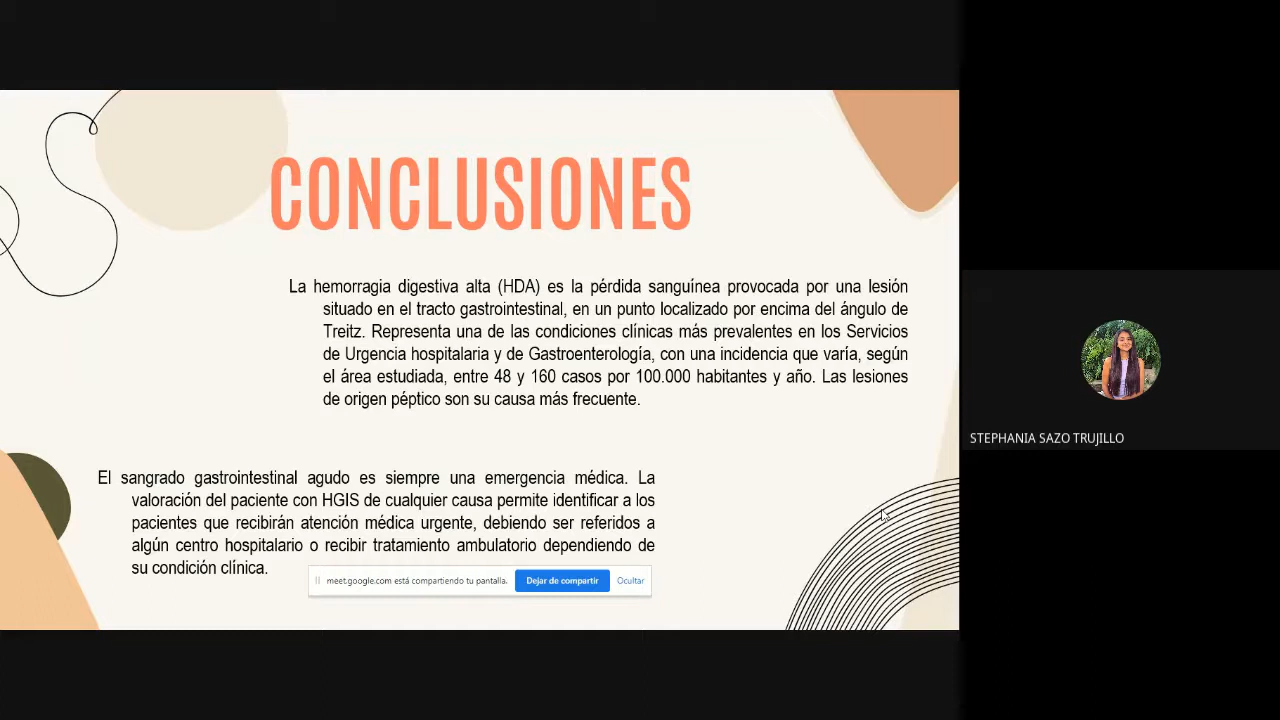 CONCLUSIONES
La hemorragia digestiva alta (HDA) es la pérdida sanguínea provocada por una lesión
situado en el tracto gastrointestinal, en un punto localizado por encima del ángulo de
Treitz. Representa una de las condiciones clínicas más prevalentes en los Servicios
de Urgencia hospitalaria y de Gastroenterología, con una incidencia que varía, según
el área estudiada, entre 48 y 160 casos por 100.000 habitantes y año. Las lesiones
de origen péptico son su causa más frecuente.
El sangrado gastrointestinal agudo es siempre una emergencia médica. La
valoración del paciente con HGIS de cualquier causa permite identificar a los
pacientes que recibirán atención médica urgente, debiendo ser referidos a
algún centro hospitalario o recibir tratamiento ambulatorio dependiendo de
su condición clínica.
meet.google.com está compartiendo tu pantalla. Dejar de compartir Ocultar
STEPHANIA SAZO TRUJILLO